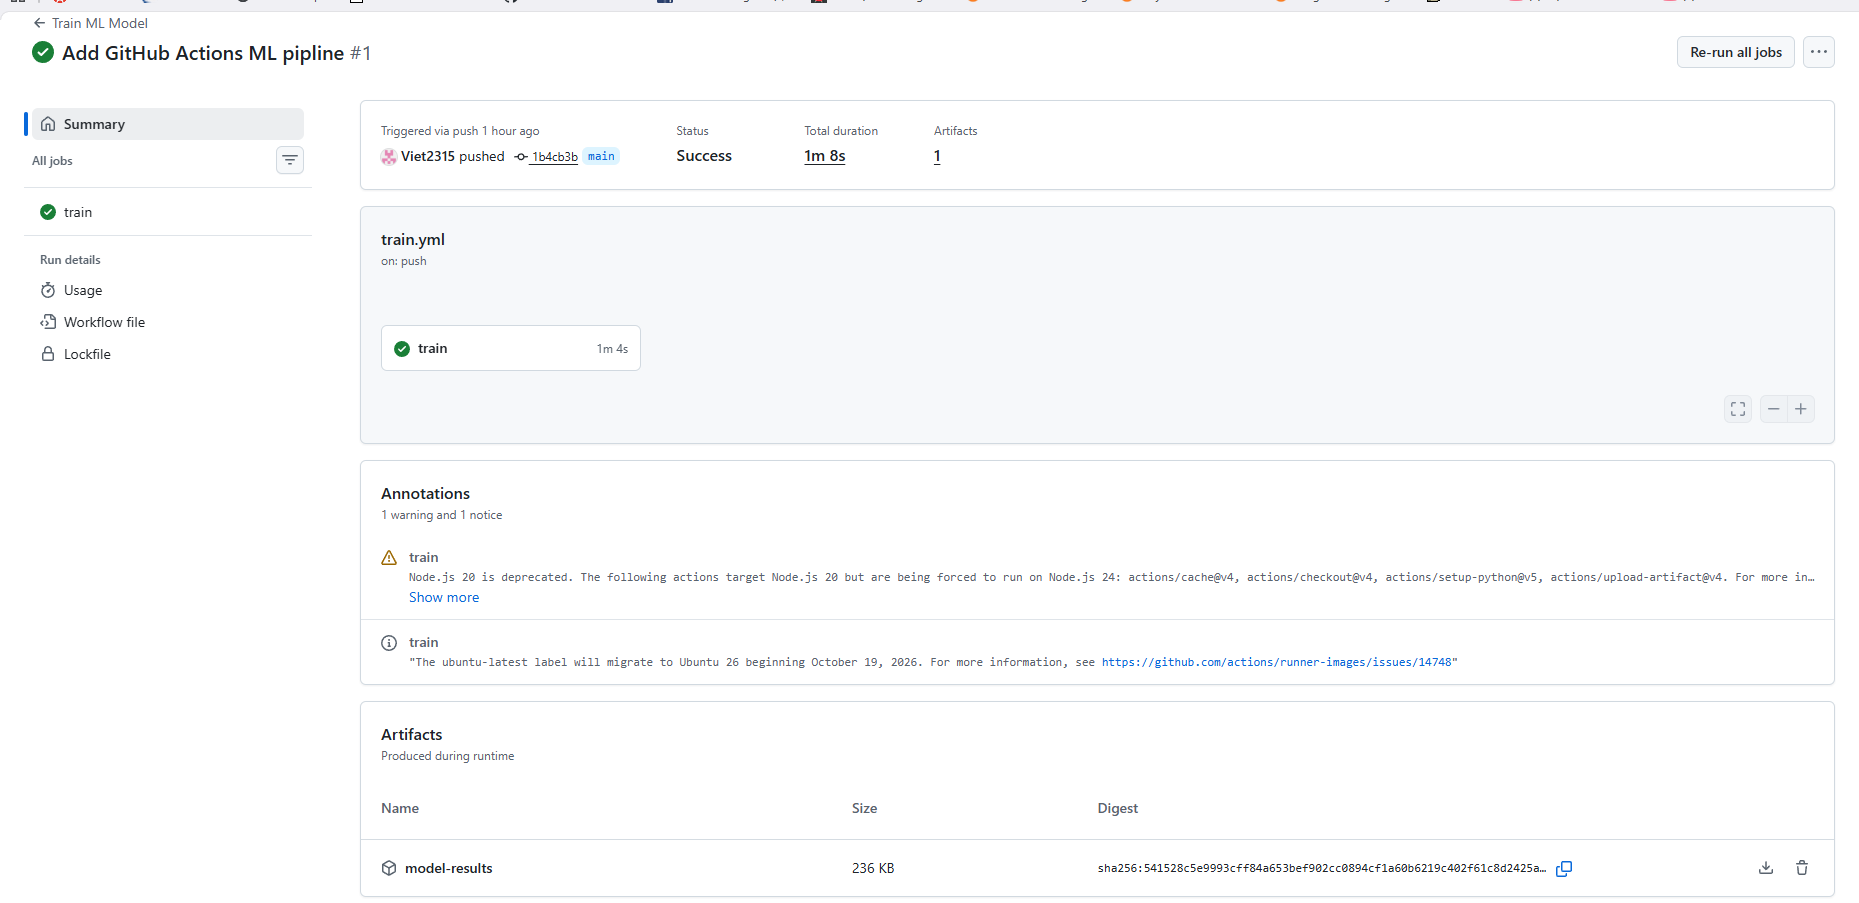 Train ML Model
Add GitHub Actions ML pipline #1
Re-run all jobs
Summary
All jobs
train
Run details
Usage
Workflow file
Lockfile
Triggered via push 1 hour ago
Viet2315 pushed 1b4cb3b main
Status
Success
Total duration
1m 8s
Artifacts
1
train.yml
on: push
train 1m 4s
Annotations
1 warning and 1 notice
train
Node.js 20 is deprecated. The following actions target Node.js 20 but are being forced to run on Node.js 24: actions/cache@v4, actions/checkout@v4, actions/setup-python@v5, actions/upload-artifact@v4. For more in…
Show more
train
"The ubuntu-latest label will migrate to Ubuntu 26 beginning October 19, 2026. For more information, see https://github.com/actions/runner-images/issues/14748"
Artifacts
Produced during runtime
Name Size Digest
model-results 236 KB sha256:541528c5e9993cff84a653bef902cc0894cf1a60b6219c402f61c8d2425a…